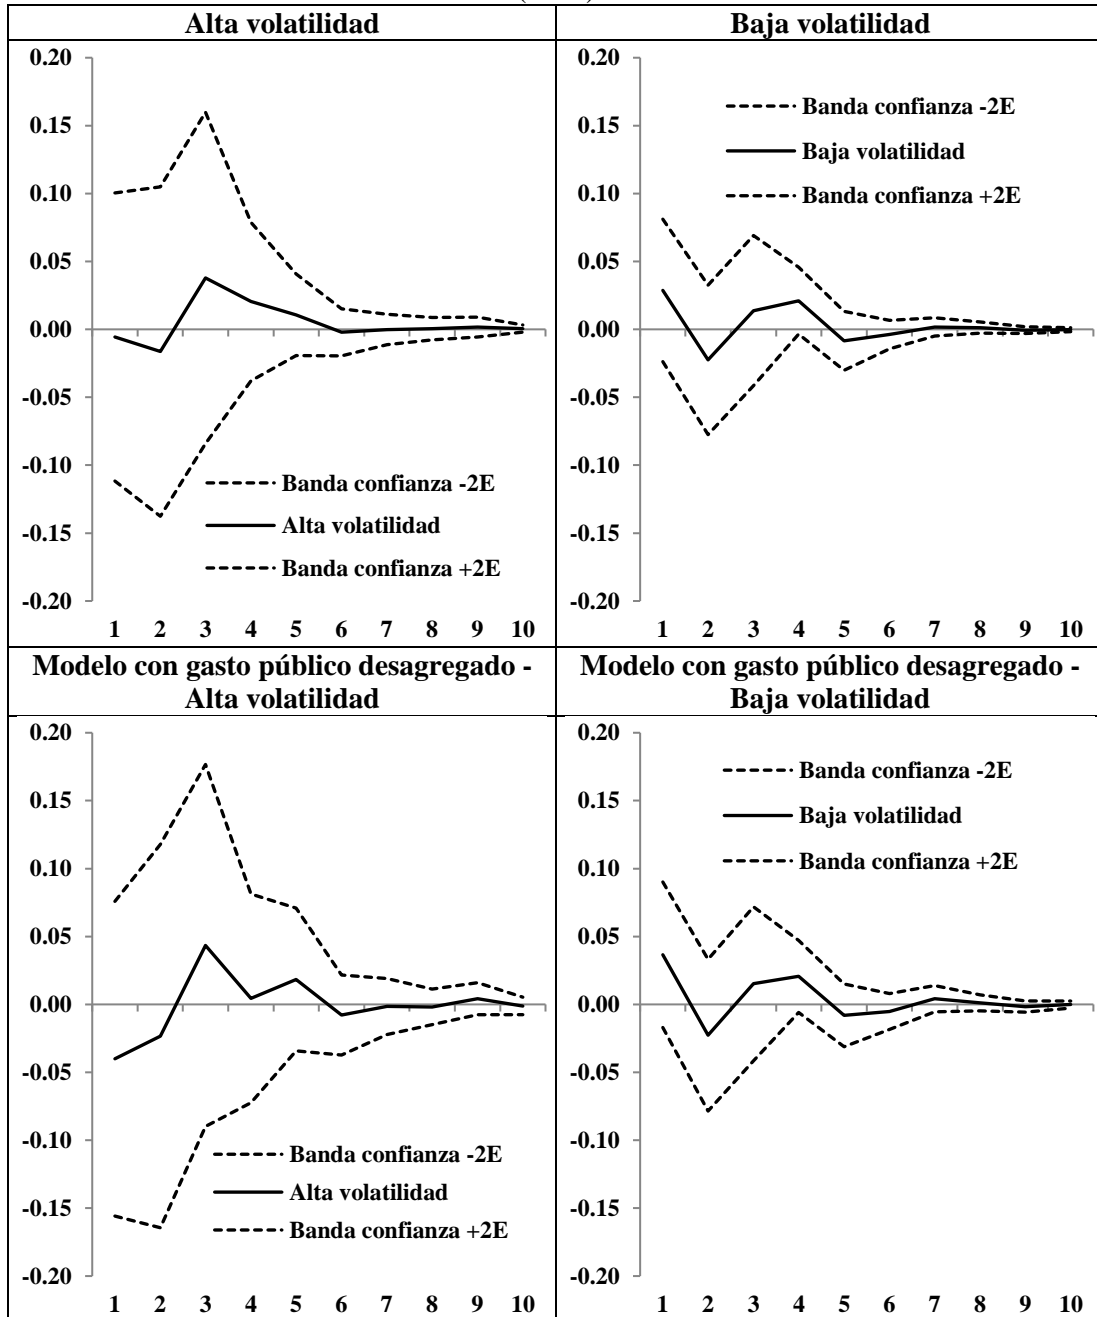 Alta volatilidad
Baja volatilidad
0.20
0.15
0.10
0.05
0.00
-0.05
-0.10
-0.15
-0.20
Banda confianza -2E
Alta volatilidad
Banda confianza +2E
1 2 3 4 5 6 7 8 9 10
0.20
0.15
0.10
0.05
0.00
-0.05
-0.10
-0.15
-0.20
Banda confianza -2E
Baja volatilidad
Banda confianza +2E
1 2 3 4 5 6 7 8 9 10
Modelo con gasto público desagregado -
Alta volatilidad
Modelo con gasto público desagregado -
Baja volatilidad
0.20
0.15
0.10
0.05
0.00
-0.05
-0.10
-0.15
-0.20
Banda confianza -2E
Alta volatilidad
Banda confianza +2E
1 2 3 4 5 6 7 8 9 10
0.20
0.15
0.10
0.05
0.00
-0.05
-0.10
-0.15
-0.20
Banda confianza -2E
Baja volatilidad
Banda confianza +2E
1 2 3 4 5 6 7 8 9 10